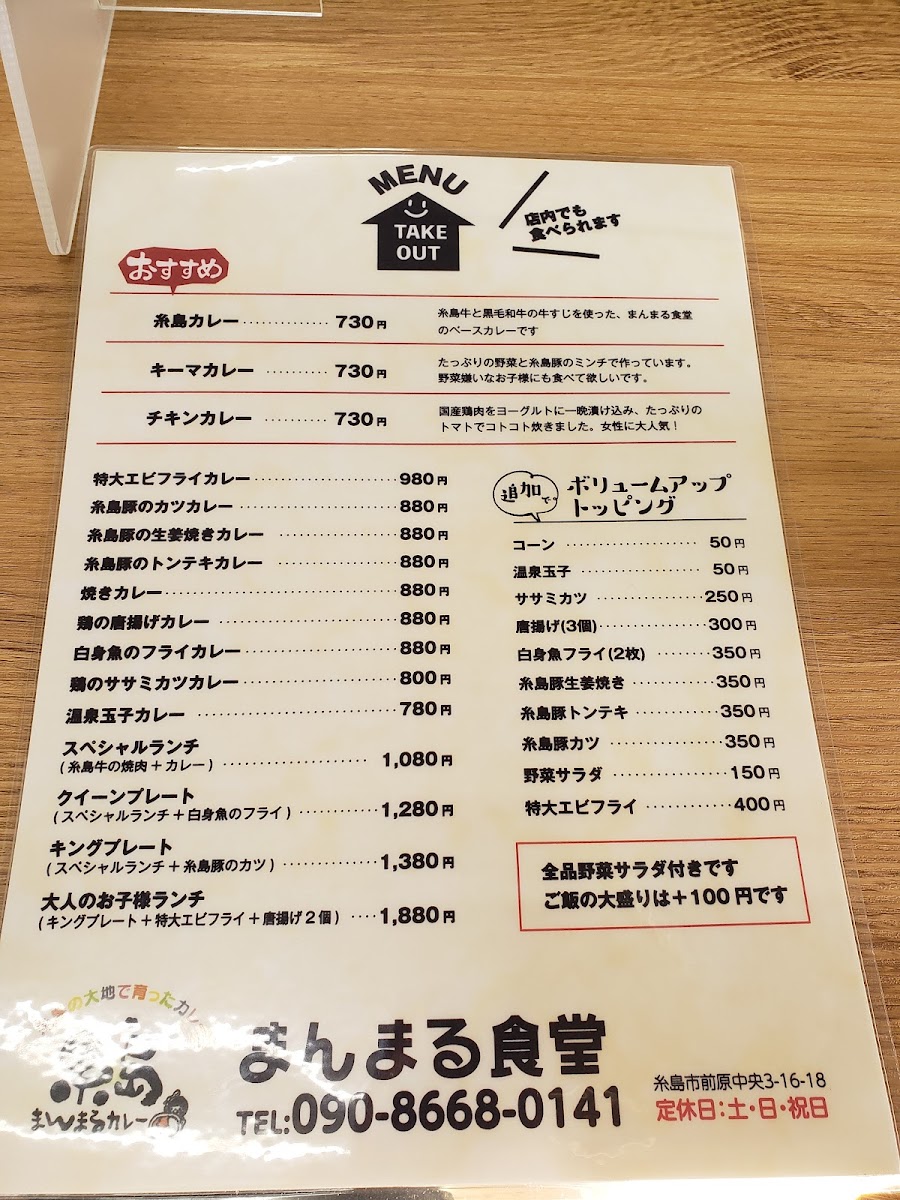 MENU
TAKE
OUT
店内でも
食べられます
おすすめ
糸島カレー‥‥‥‥‥‥‥730円
糸島牛と黒毛和牛の牛すじを使った、まんまる食堂
のベースカレーです
キーマカレー‥‥‥‥‥730円
たっぷりの野菜と糸島豚のミンチで作っています。
野菜嫌いなお子様にも食べて欲しいです。
チキンカレー‥‥‥‥‥730円
国産鶏肉をヨーグルトに一晩漬け込み、たっぷりの
トマトでコトコト炊きました。女性に大人気！
特大エビフライカレー‥‥‥‥‥980円
糸島豚のカツカレー‥‥‥‥‥880円
糸島豚の生姜焼きカレー‥‥‥‥‥880円
糸島豚のトンテキカレー‥‥‥‥‥880円
焼きカレー‥‥‥‥‥880円
鶏の唐揚げカレー‥‥‥‥‥880円
白身魚のフライカレー‥‥‥‥‥880円
鶏のササミカツカレー‥‥‥‥‥800円
温泉玉子カレー‥‥‥‥‥780円
スペシャルランチ
(糸島牛の焼肉＋カレー)‥‥‥‥‥1,080円
クイーンプレート
(スペシャルランチ＋白身魚のフライ)‥‥‥‥‥1,280円
キングプレート
(スペシャルランチ＋糸島豚のカツ)‥‥‥‥‥1,380円
大人のお子様ランチ
(キングプレート＋特大エビフライ＋唐揚げ２個)‥‥1,880円
追加で。
ボリュームアップ
トッピング
コーン‥‥‥‥‥50円
温泉玉子‥‥‥‥‥50円
ササミカツ‥‥‥‥‥250円
唐揚げ(3個)‥‥‥‥‥300円
白身魚フライ(2枚)‥‥‥‥350円
糸島豚生姜焼き‥‥‥‥‥350円
糸島豚トンテキ‥‥‥‥‥350円
糸島豚カツ‥‥‥‥‥350円
野菜サラダ‥‥‥‥‥150円
特大エビフライ‥‥‥‥‥400円
全品野菜サラダ付きです
ご飯の大盛りは＋100円です
の大地で育ったカレ
糸島
まんまるカレー
まんまる食堂
TEL:090-8668-0141
糸島市前原中央3-16-18
定休日：土・日・祝日